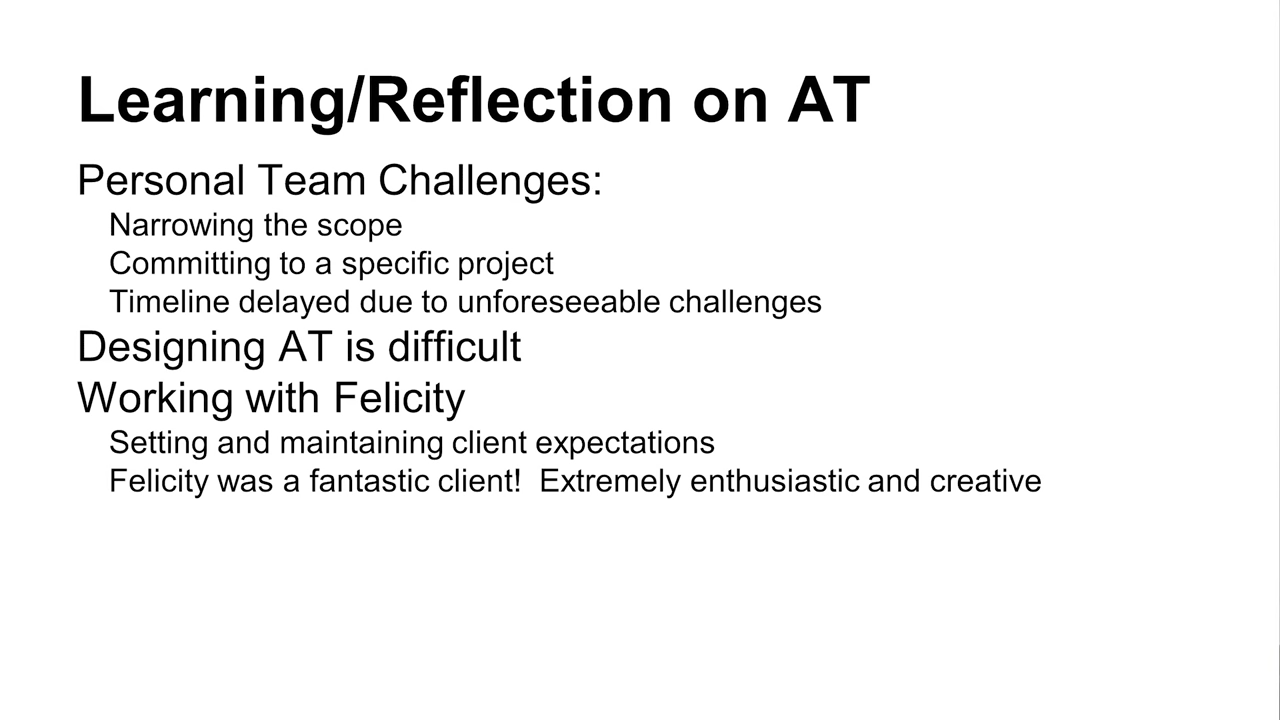 Learning/Reflection on AT
Personal Team Challenges:
Narrowing the scope
Committing to a specific project
Timeline delayed due to unforeseeable challenges
Designing AT is difficult
Working with Felicity
Setting and maintaining client expectations
Felicity was a fantastic client!  Extremely enthusiastic and creative